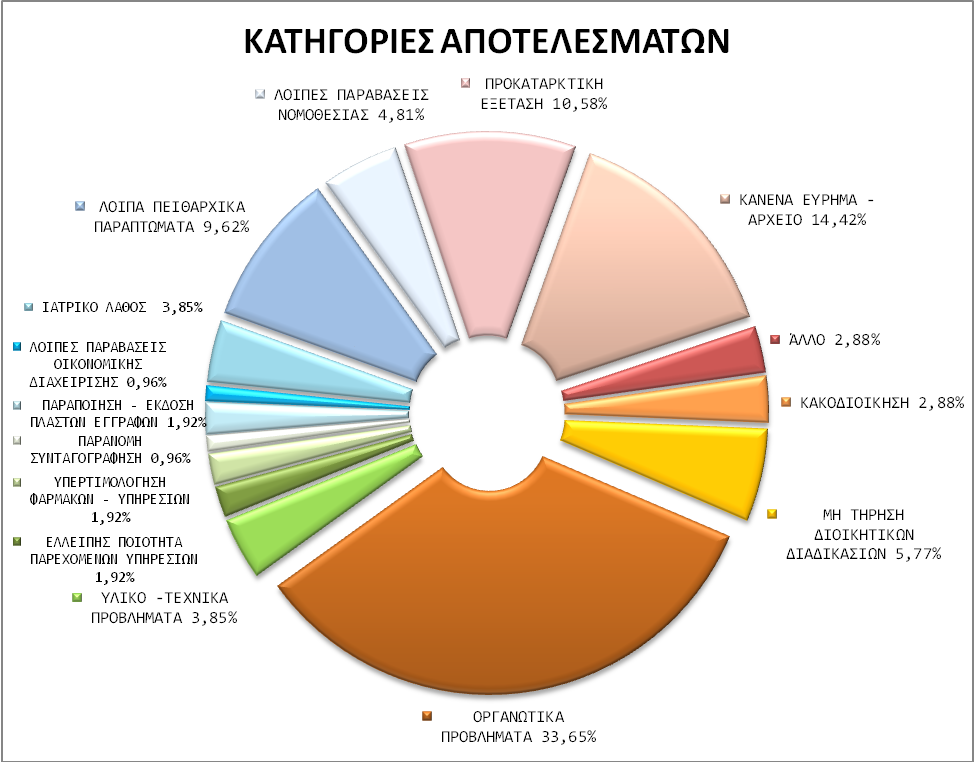 ΚΑΤΗΓΟΡΙΕΣ ΑΠΟΤΕΛΕΣΜΑΤΩΝ
ΠΡΟΚΑΤΑΡΚΤΙΚΗ
ΕΞΕΤΑΣΗ 10,58%
ΚΑΝΕΝΑ ΕΥΡΗΜΑ -
ΑΡΧΕΙΟ 14,42%
ΆΛΛΟ 2,88%
ΚΑΚΟΔΙΟΙΚΗΣΗ 2,88%
ΜΗ ΤΗΡΗΣΗ
ΔΙΟΙΚΗΤΙΚΩΝ
ΔΙΑΔΙΚΑΣΙΩΝ 5,77%
ΟΡΓΑΝΩΤΙΚΑ
ΠΡΟΒΛΗΜΑΤΑ 33,65%
ΥΛΙΚΟ -ΤΕΧΝΙΚΑ
ΠΡΟΒΛΗΜΑΤΑ 3,85%
ΕΛΛΕΙΠΗΣ ΠΟΙΟΤΗΤΑ
ΠΑΡΕΧΟΜΕΝΩΝ ΥΠΗΡΕΣΙΩΝ
1,92%
ΥΠΕΡΤΙΜΟΛΟΓΗΣΗ
ΦΑΡΜΑΚΩΝ - ΥΠΗΡΕΣΙΩΝ
1,92%
ΠΑΡΑΝΟΜΗ
ΣΥΝΤΑΓΟΓΡΑΦΗΣΗ 0,96%
ΠΑΡΑΠΟΙΗΣΗ - ΕΚΔΟΣΗ
ΠΛΑΣΤΩΝ ΕΓΓΡΑΦΩΝ 1,92%
ΛΟΙΠΕΣ ΠΑΡΑΒΑΣΕΙΣ
ΟΙΚΟΝΟΜΙΚΗΣ
ΔΙΑΧΕΙΡΙΣΗΣ 0,96%
ΙΑΤΡΙΚΟ ΛΑΘΟΣ 3,85%
ΛΟΙΠΑ ΠΕΙΘΑΡΧΙΚΑ
ΠΑΡΑΠΤΩΜΑΤΑ 9,62%
ΛΟΙΠΕΣ ΠΑΡΑΒΑΣΕΙΣ
ΝΟΜΟΘΕΣΙΑΣ 4,81%